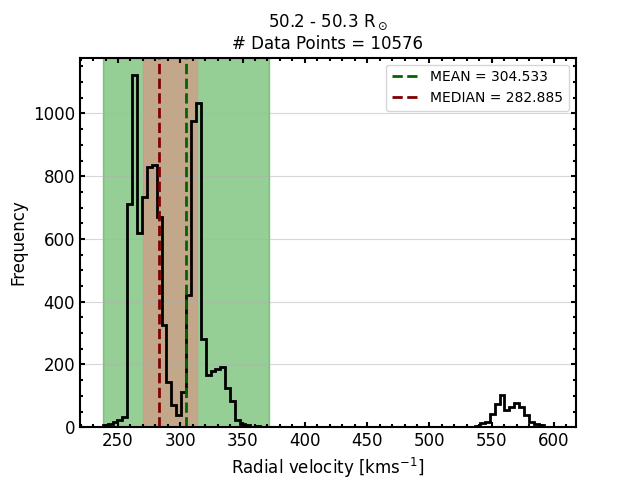 50.2 - 50.3 R⊙
# Data Points = 10576
MEAN = 304.533
MEDIAN = 282.885
1000
800
600
400
200
0
Frequency
250 300 350 400 450 500 550 600
Radial velocity [kms⁻¹]